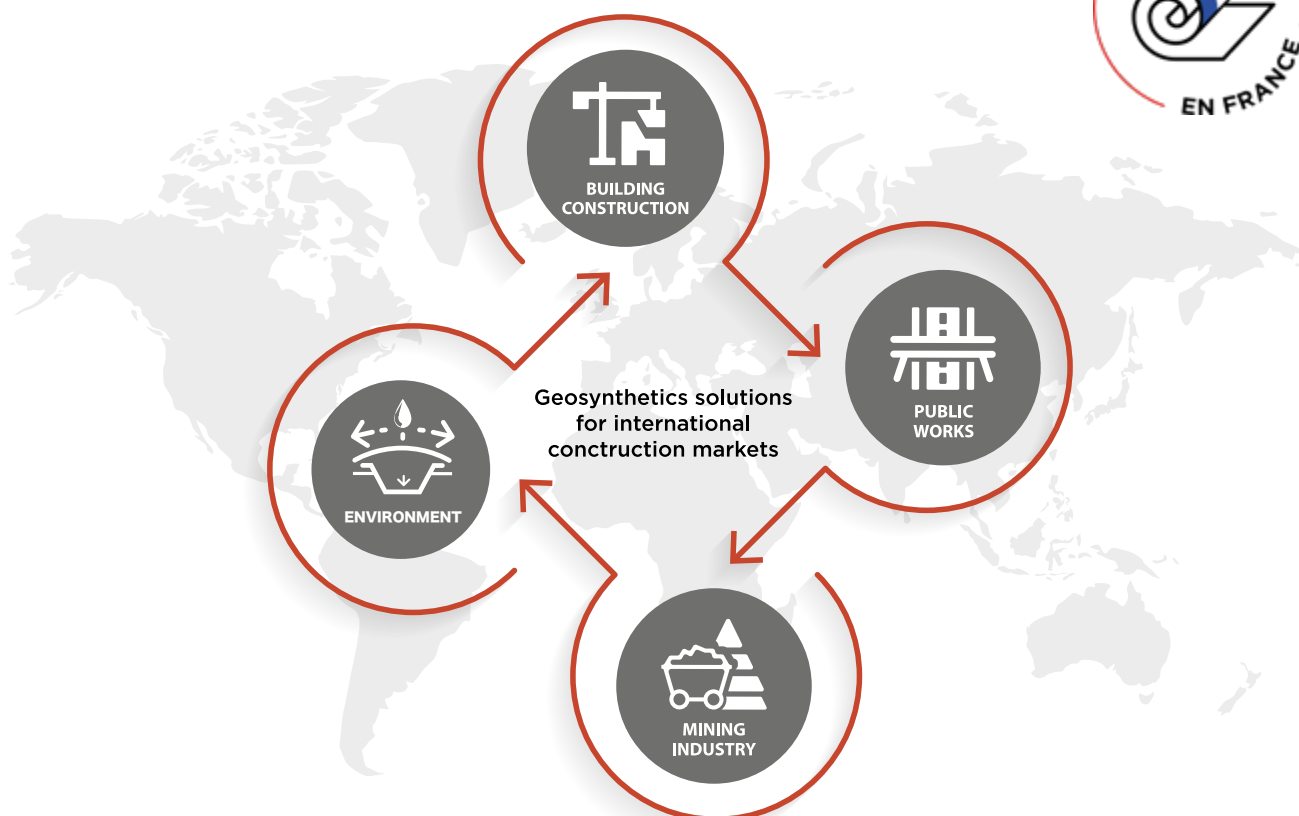 EN FRANCE
BUILDING
CONSTRUCTION
PUBLIC
WORKS
Geosynthetics solutions
for international
conctruction markets
ENVIRONMENT
MINING
INDUSTRY